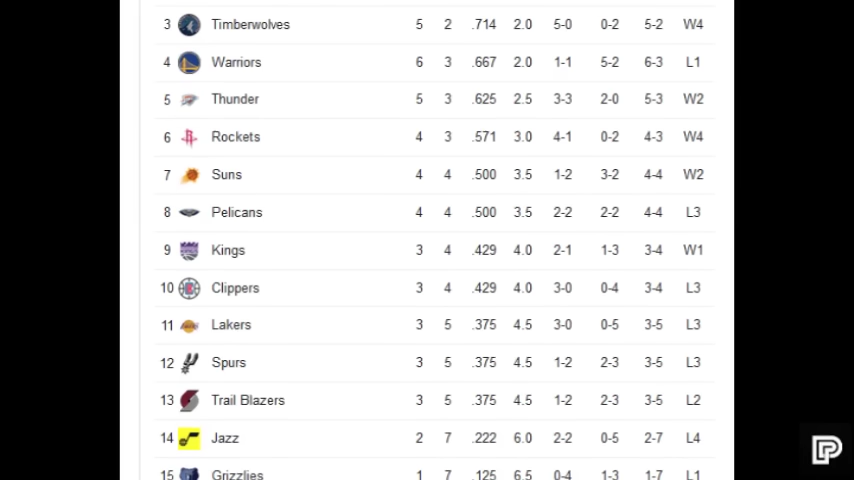 3 Timberwolves 5 2 .714 2.0 5-0 0-2 5-2 W4
4 Warriors 6 3 .667 2.0 1-1 5-2 6-3 L1
5 Thunder 5 3 .625 2.5 3-3 2-0 5-3 W2
6 Rockets 4 3 .571 3.0 4-1 0-2 4-3 W4
7 Suns 4 4 .500 3.5 1-2 3-2 4-4 W2
8 Pelicans 4 4 .500 3.5 2-2 2-2 4-4 L3
9 Kings 3 4 .429 4.0 2-1 1-3 3-4 W1
10 Clippers 3 4 .429 4.0 3-0 0-4 3-4 L3
11 Lakers 3 5 .375 4.5 3-0 0-5 3-5 L3
12 Spurs 3 5 .375 4.5 1-2 2-3 3-5 L3
13 Trail Blazers 3 5 .375 4.5 1-2 2-3 3-5 L2
14 Jazz 2 7 .222 6.0 2-2 0-5 2-7 L4
15 Grizzlies 1 7 .125 6.5 0-4 1-3 1-7 L1